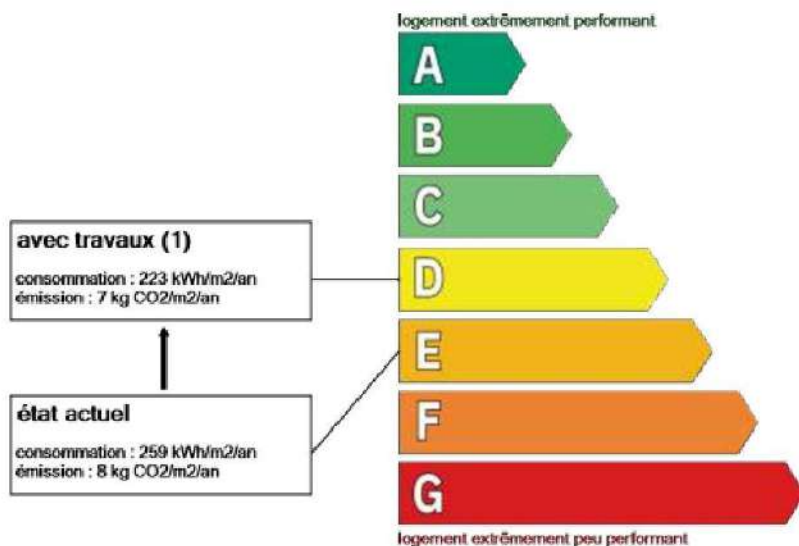 logement extrêmement performant
A
B
C
avec travaux (1)
consommation : 223 kWh/m2/an
émission : 7 kg CO2/m2/an
D
E
état actuel
consommation : 259 kWh/m2/an
émission : 8 kg CO2/m2/an
F
G
logement extrêmement peu performant